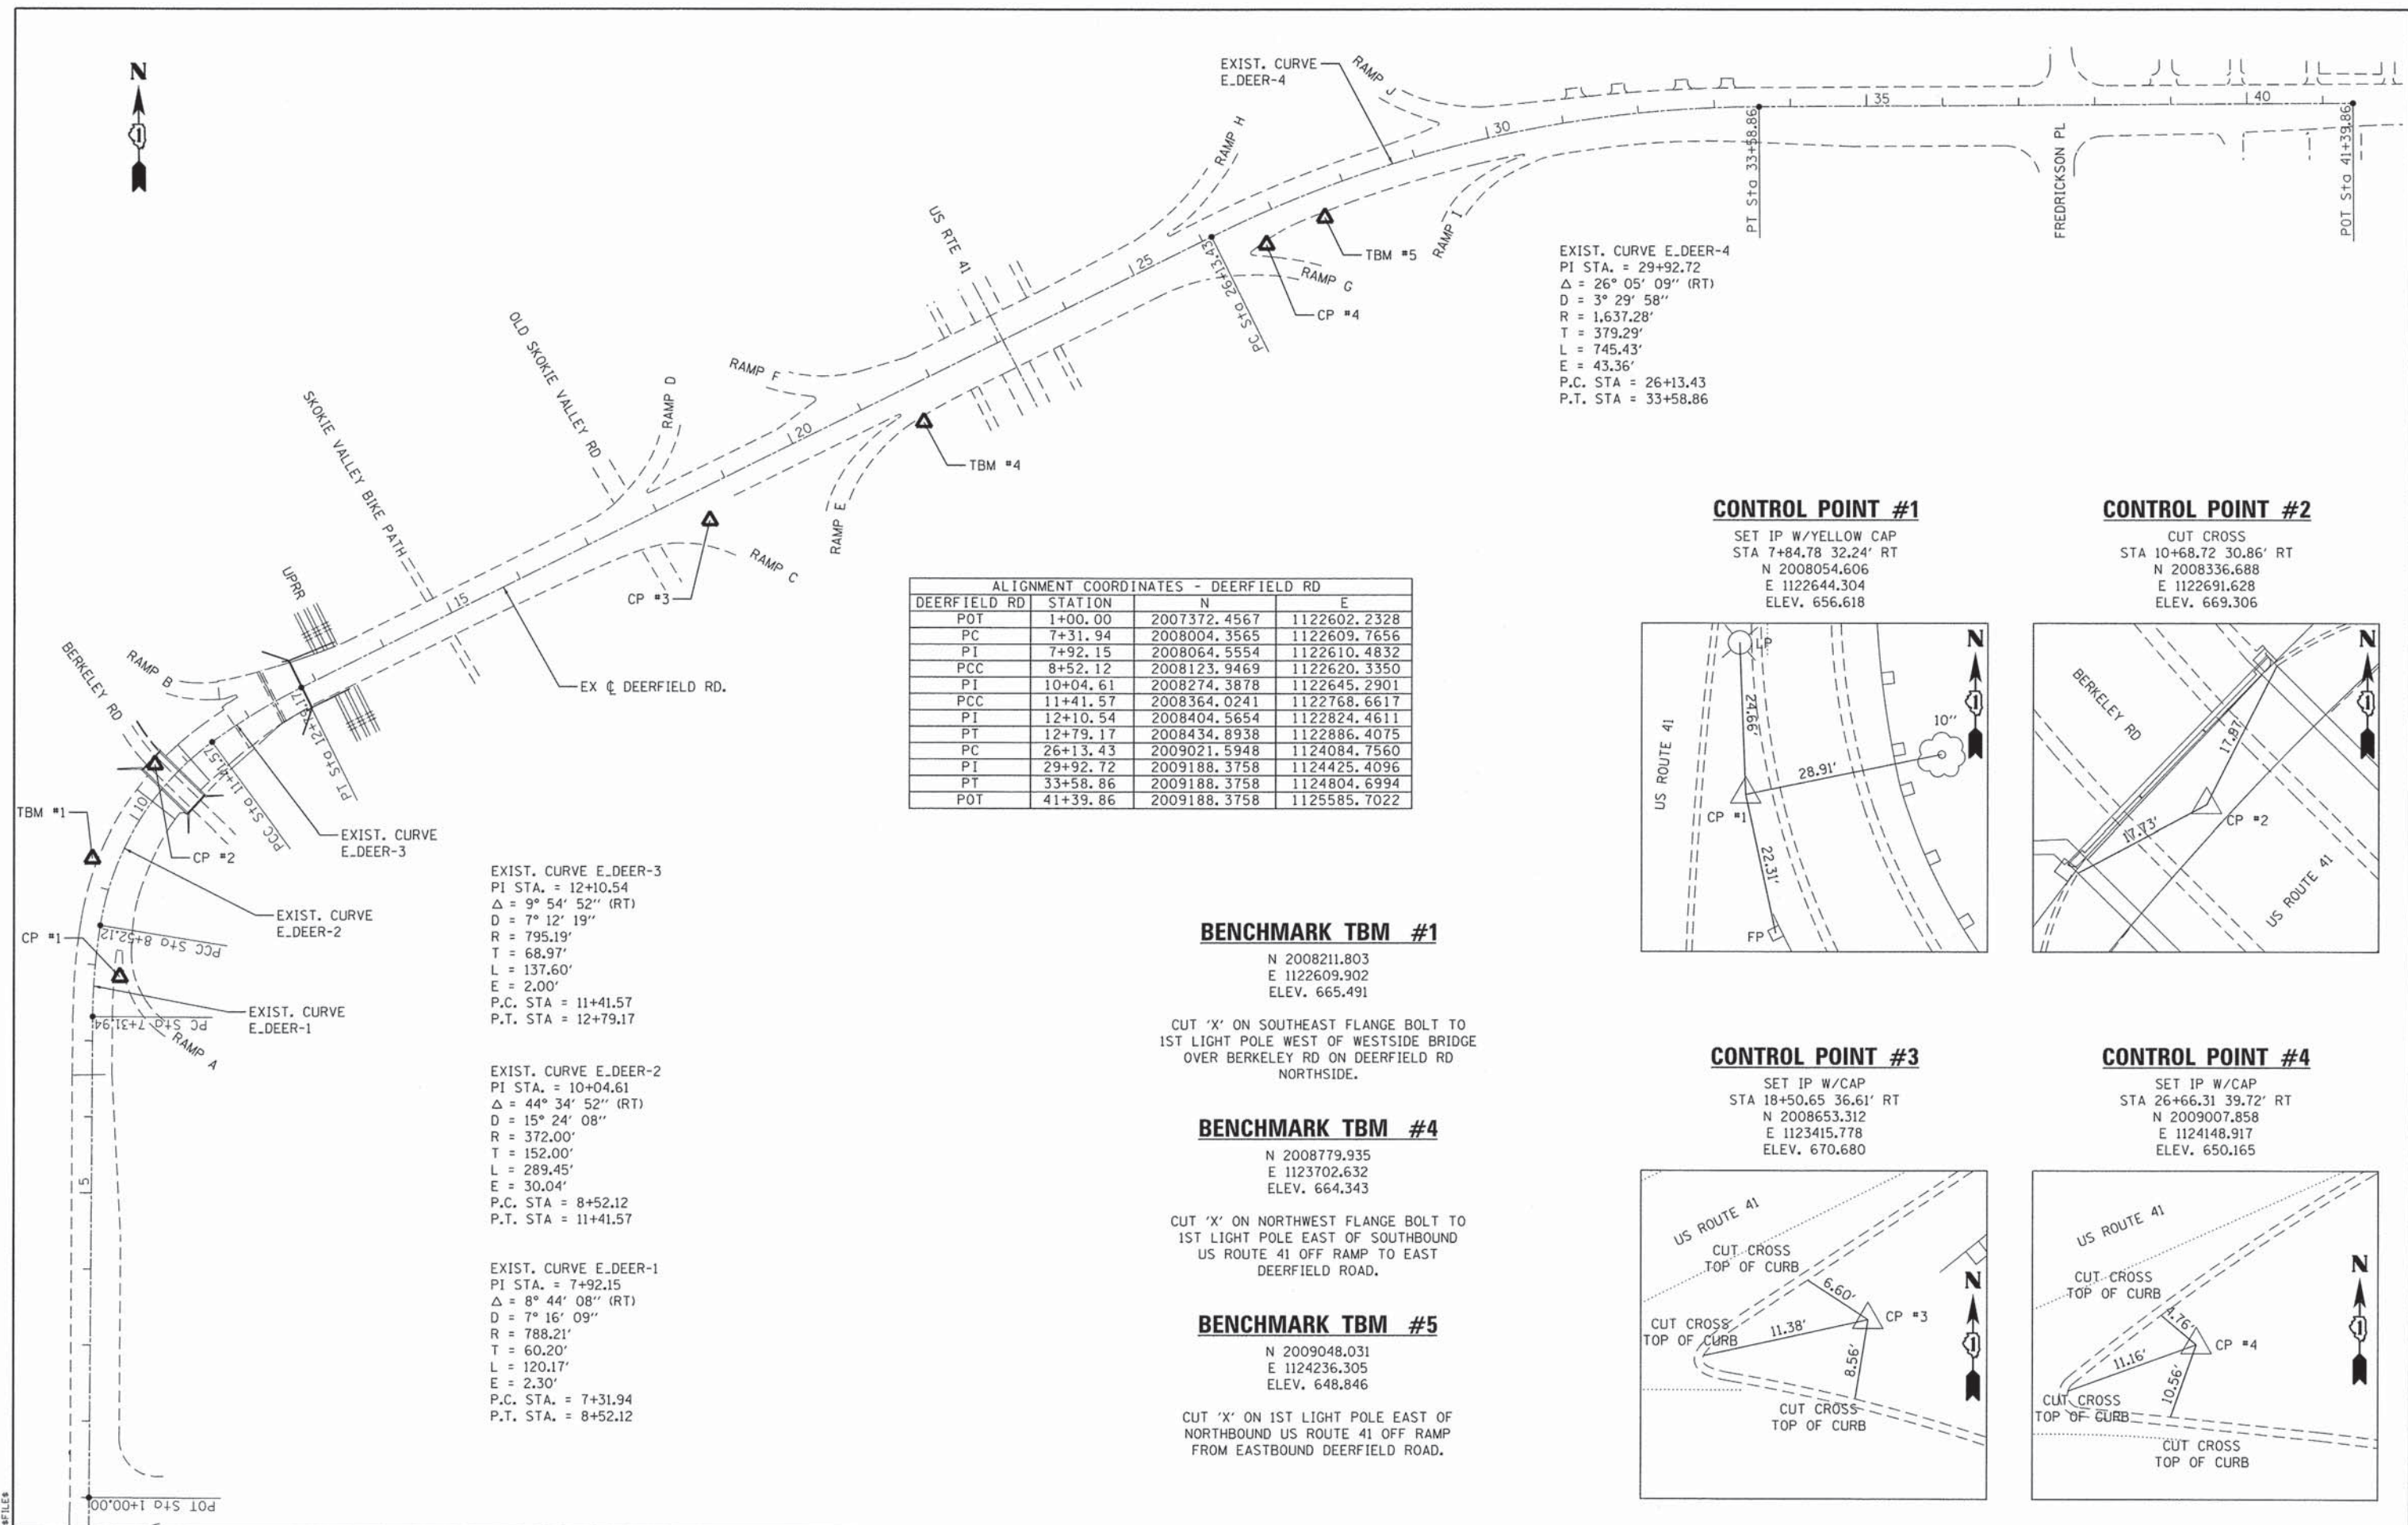 N
EXIST. CURVE
E_DEER-4
RAMP J
RAMP H
30
35
40
PT Sta 33+58.86
FREDRICKSON PL
POT Sta 41+39.86
US RTE 41
25
PC Sta 26+13.43
TBM #5
RAMP I
RAMP G
CP #4
EXIST. CURVE E_DEER-4
PI STA. = 29+92.72
Δ = 26° 05' 09'' (RT)
D = 3° 29' 58''
R = 1,637.28'
T = 379.29'
L = 745.43'
E = 43.36'
P.C. STA = 26+13.43
P.T. STA = 33+58.86
OLD SKOKIE VALLEY RD
RAMP D
RAMP F
20
TBM #4
RAMP E
SKOKIE VALLEY BIKE PATH
RAMP C
CP #3
UPRR
15
EX ℄ DEERFIELD RD.
BERKELEY RD
RAMP B
PT Sta 12+79.17
PCC Sta 11+41.57
10
TBM #1
CP #2
EXIST. CURVE
E_DEER-3
EXIST. CURVE
E_DEER-2
PCC Sta 8+52.12
CP #1
EXIST. CURVE
E_DEER-1
PC Sta 7+31.94
RAMP A
5
POT Sta 1+00.00
$FILE$
ALIGNMENT COORDINATES - DEERFIELD RD
DEERFIELD RD STATION N E
POT 1+00.00 2007372.4567 1122602.2328
PC 7+31.94 2008004.3565 1122609.7656
PI 7+92.15 2008064.5554 1122610.4832
PCC 8+52.12 2008123.9469 1122620.3350
PI 10+04.61 2008274.3878 1122645.2901
PCC 11+41.57 2008364.0241 1122768.6617
PI 12+10.54 2008404.5654 1122824.4611
PT 12+79.17 2008434.8938 1122886.4075
PC 26+13.43 2009021.5948 1124084.7560
PI 29+92.72 2009188.3758 1124425.4096
PT 33+58.86 2009188.3758 1124804.6994
POT 41+39.86 2009188.3758 1125585.7022
EXIST. CURVE E_DEER-3
PI STA. = 12+10.54
Δ = 9° 54' 52'' (RT)
D = 7° 12' 19''
R = 795.19'
T = 68.97'
L = 137.60'
E = 2.00'
P.C. STA = 11+41.57
P.T. STA = 12+79.17
EXIST. CURVE E_DEER-2
PI STA. = 10+04.61
Δ = 44° 34' 52'' (RT)
D = 15° 24' 08''
R = 372.00'
T = 152.00'
L = 289.45'
E = 30.04'
P.C. STA = 8+52.12
P.T. STA = 11+41.57
EXIST. CURVE E_DEER-1
PI STA. = 7+92.15
Δ = 8° 44' 08'' (RT)
D = 7° 16' 09''
R = 788.21'
T = 60.20'
L = 120.17'
E = 2.30'
P.C. STA. = 7+31.94
P.T. STA. = 8+52.12
BENCHMARK TBM #1
N 2008211.803
E 1122609.902
ELEV. 665.491
CUT 'X' ON SOUTHEAST FLANGE BOLT TO
1ST LIGHT POLE WEST OF WESTSIDE BRIDGE
OVER BERKELEY RD ON DEERFIELD RD
NORTHSIDE.
BENCHMARK TBM #4
N 2008779.935
E 1123702.632
ELEV. 664.343
CUT 'X' ON NORTHWEST FLANGE BOLT TO
1ST LIGHT POLE EAST OF SOUTHBOUND
US ROUTE 41 OFF RAMP TO EAST
DEERFIELD ROAD.
BENCHMARK TBM #5
N 2009048.031
E 1124236.305
ELEV. 648.846
CUT 'X' ON 1ST LIGHT POLE EAST OF
NORTHBOUND US ROUTE 41 OFF RAMP
FROM EASTBOUND DEERFIELD ROAD.
CONTROL POINT #1
SET IP W/YELLOW CAP
STA 7+84.78 32.24' RT
N 2008054.606
E 1122644.304
ELEV. 656.618
LP
N
24.66'
10''
US ROUTE 41
28.91'
CP #1
22.31'
FP
CONTROL POINT #2
CUT CROSS
STA 10+68.72 30.86' RT
N 2008336.688
E 1122691.628
ELEV. 669.306
N
BERKELEY RD
17.87'
17.73'
CP #2
US ROUTE 41
CONTROL POINT #3
SET IP W/CAP
STA 18+50.65 36.61' RT
N 2008653.312
E 1123415.778
ELEV. 670.680
US ROUTE 41
CUT CROSS
TOP OF CURB
N
6.60'
CUT CROSS
TOP OF CURB
11.38'
CP #3
8.56'
CUT CROSS
TOP OF CURB
CONTROL POINT #4
SET IP W/CAP
STA 26+66.31 39.72' RT
N 2009007.858
E 1124148.917
ELEV. 650.165
US ROUTE 41
N
CUT CROSS
TOP OF CURB
4.76'
CP #4
11.16'
10.56'
CUT CROSS
TOP OF CURB
CUT CROSS
TOP OF CURB